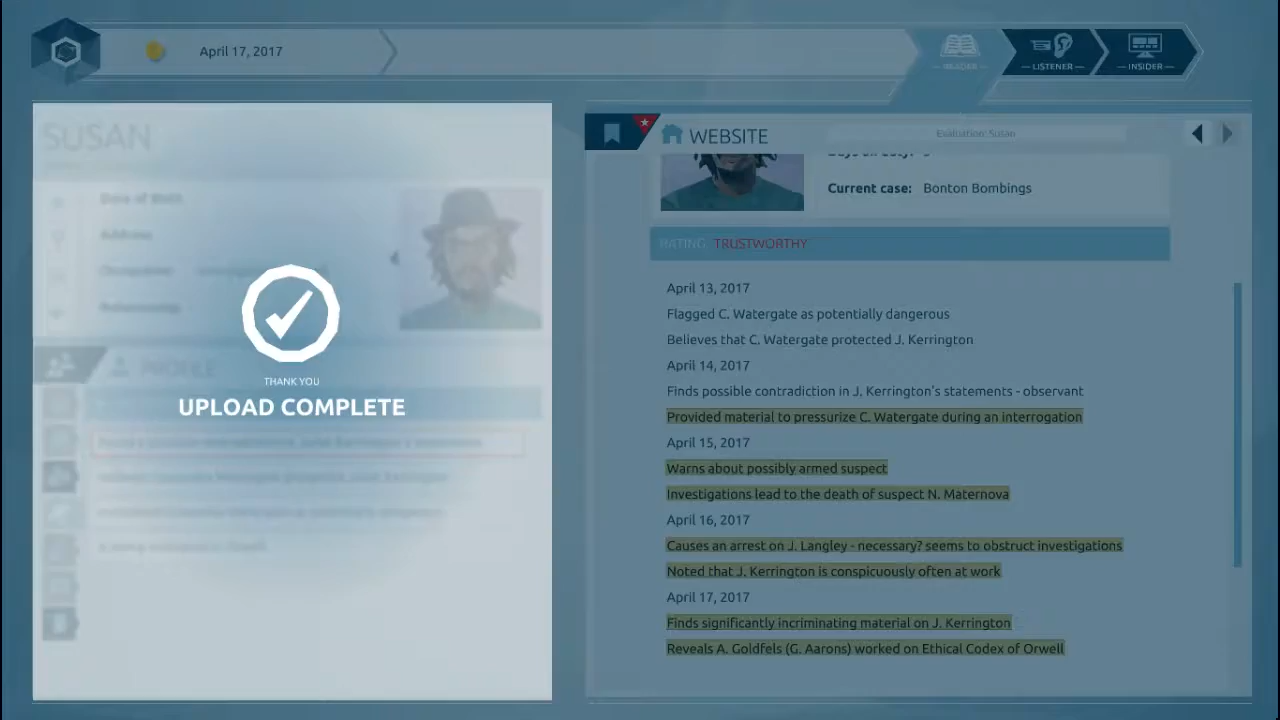 April 17, 2017
READER
LISTENER
INSIDER
SUSAN
Date of Birth
Address
PROFILE
THANK YOU
UPLOAD COMPLETE
WEBSITE
Evaluation: Susan
Current case: Bonton Bombings
RATING: TRUSTWORTHY
April 13, 2017
Flagged C. Watergate as potentially dangerous
Believes that C. Watergate protected J. Kerrington
April 14, 2017
Finds possible contradiction in J. Kerrington's statements - observant
Provided material to pressurize C. Watergate during an interrogation
April 15, 2017
Warns about possibly armed suspect
Investigations lead to the death of suspect N. Maternova
April 16, 2017
Causes an arrest on J. Langley - necessary? seems to obstruct investigations
Noted that J. Kerrington is conspicuously often at work
April 17, 2017
Finds significantly incriminating material on J. Kerrington
Reveals A. Goldfels (G. Aarons) worked on Ethical Codex of Orwell